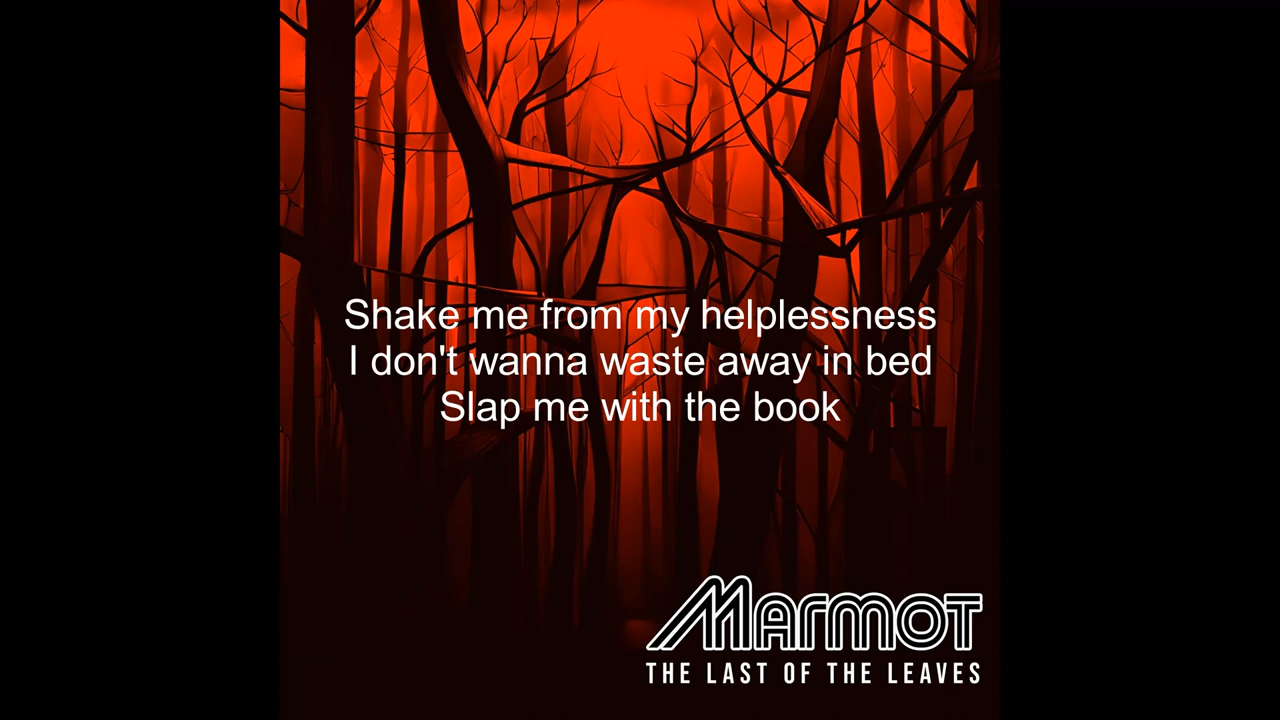 Shake me from my helplessness
I don't wanna waste away in bed
Slap me with the book
Marmot
THE LAST OF THE LEAVES